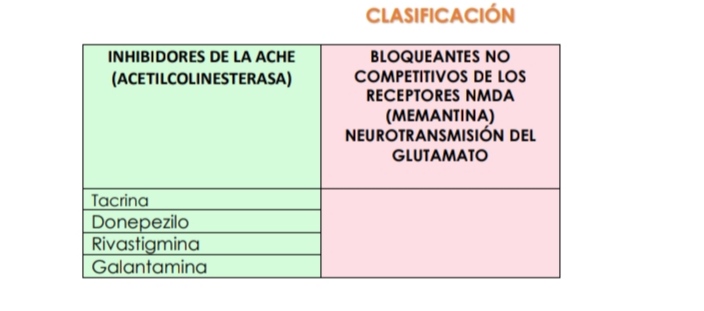 CLASIFICACIÓN
INHIBIDORES DE LA ACHE
(ACETILCOLINESTERASA)
BLOQUEANTES NO
COMPETITIVOS DE LOS
RECEPTORES NMDA
(MEMANTINA)
NEUROTRANSMISIÓN DEL
GLUTAMATO
Tacrina
Donepezilo
Rivastigmina
Galantamina